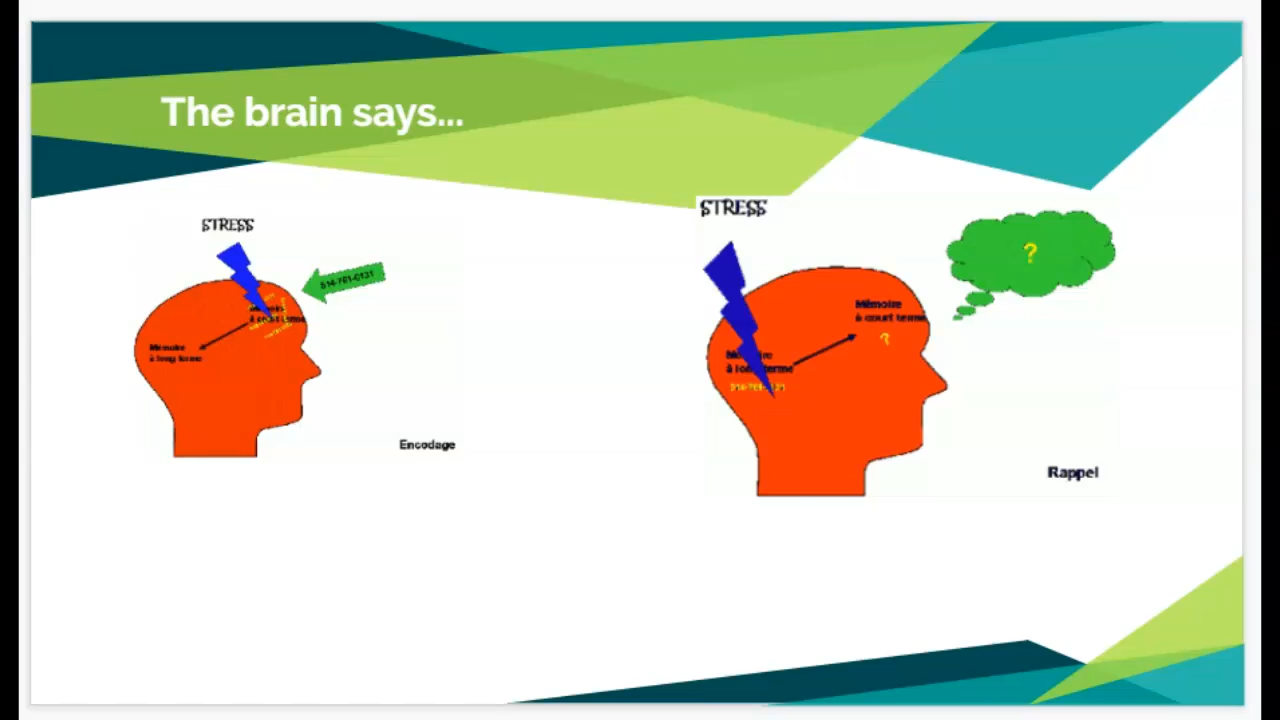 The brain says...
STRESS
514-761-0131
Mémoire
à court terme
Mémoire
à long terme
Encodage
STRESS
?
Mémoire
à court terme
?
Mémoire
à long terme
Rappel